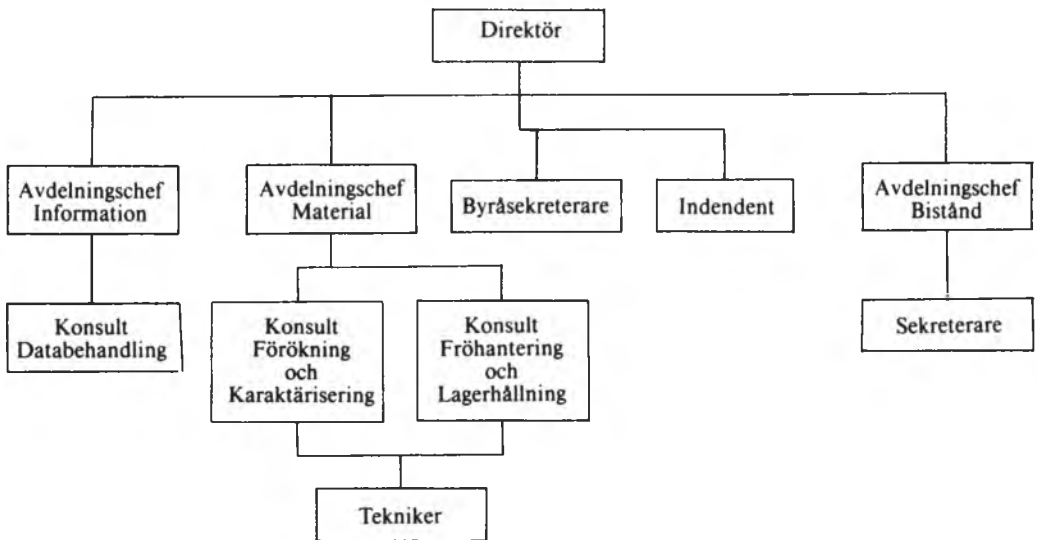 Direktör
Avdelningschef
Information
Avdelningschef
Material
Byråsekreterare
Indendent
Avdelningschef
Bistånd
Konsult
Databehandling
Konsult
Förökning
och
Karaktärisering
Konsult
Fröhantering
och
Lagerhållning
Sekreterare
Tekniker